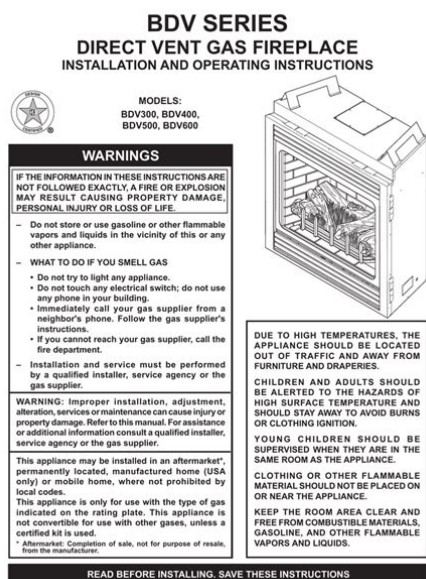 BDV SERIES
DIRECT VENT GAS FIREPLACE
INSTALLATION AND OPERATING INSTRUCTIONS
DESIGN
CERTIFIED
®
MODELS:
BDV300, BDV400,
BDV500, BDV600
WARNINGS
IF THE INFORMATION IN THESE INSTRUCTIONS ARE
NOT FOLLOWED EXACTLY, A FIRE OR EXPLOSION
MAY RESULT CAUSING PROPERTY DAMAGE,
PERSONAL INJURY OR LOSS OF LIFE.
– Do not store or use gasoline or other flammable
vapors and liquids in the vicinity of this or any
other appliance.
– WHAT TO DO IF YOU SMELL GAS
• Do not try to light any appliance.
• Do not touch any electrical switch; do not use
any phone in your building.
• Immediately call your gas supplier from a
neighbor's phone. Follow the gas supplier's
instructions.
• If you cannot reach your gas supplier, call the
fire department.
– Installation and service must be performed
by a qualified installer, service agency or the
gas supplier.
WARNING: Improper installation, adjustment,
alteration, services or maintenance can cause injury or
property damage. Refer to this manual. For assistance
or additional information consult a qualified installer,
service agency or the gas supplier.
This appliance may be installed in an aftermarket*,
permanently located, manufactured home (USA
only) or mobile home, where not prohibited by
local codes.
This appliance is only for use with the type of gas
indicated on the rating plate. This appliance is
not convertible for use with other gases, unless a
certified kit is used.
* Aftermarket: Completion of sale, not for purpose of resale,
from the manufacturer.
DUE TO HIGH TEMPERATURES, THE
APPLIANCE SHOULD BE LOCATED
OUT OF TRAFFIC AND AWAY FROM
FURNITURE AND DRAPERIES.
CHILDREN AND ADULTS SHOULD
BE ALERTED TO THE HAZARDS OF
HIGH SURFACE TEMPERATURE AND
SHOULD STAY AWAY TO AVOID BURNS
OR CLOTHING IGNITION.
YOUNG CHILDREN SHOULD BE
SUPERVISED WHEN THEY ARE IN THE
SAME ROOM AS THE APPLIANCE.
CLOTHING OR OTHER FLAMMABLE
MATERIAL SHOULD NOT BE PLACED ON
OR NEAR THE APPLIANCE.
KEEP THE ROOM AREA CLEAR AND
FREE FROM COMBUSTIBLE MATERIALS,
GASOLINE, AND OTHER FLAMMABLE
VAPORS AND LIQUIDS.
READ BEFORE INSTALLING. SAVE THESE INSTRUCTIONS